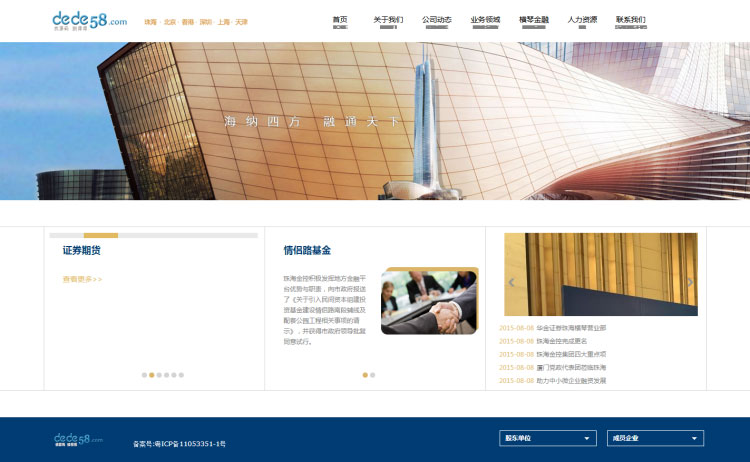 dede58.com
珠海 · 北京 · 香港 · 深圳 · 上海 · 天津
首页 关于我们 公司动态 业务领域 横琴金融 人力资源 联系我们
海纳四方 融通天下
证券期货
查看更多>>
情侣路基金
珠海金控积极发挥地方金融平
台优势与职责，向市政府报送
了《关于引入民间资本组建投
资基金建设情侣路南段辅线及
配套公益工程相关事项的请
示》，并获得市政府领导批复
同意试行。
2015-08-08 华金证券珠海横琴营业部
2015-08-08 珠海金控完成更名
2015-08-08 珠海金控集团四大重点项
2015-08-08 厦门党政代表团莅临珠海
2015-08-08 助力中小微企业融资发展
dede58.com
备案号:粤ICP备11053351-1号
股东单位
成员企业